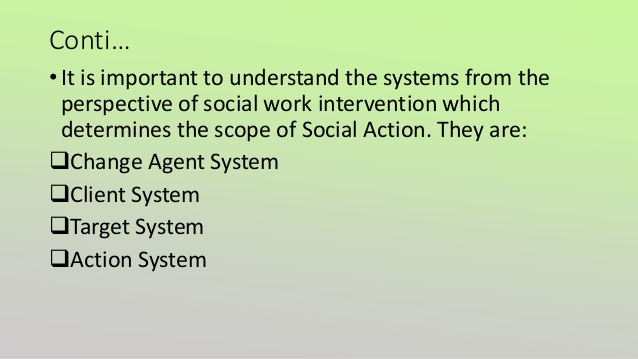 Conti…
• It is important to understand the systems from the
perspective of social work intervention which
determines the scope of Social Action. They are:
❑Change Agent System
❑Client System
❑Target System
❑Action System